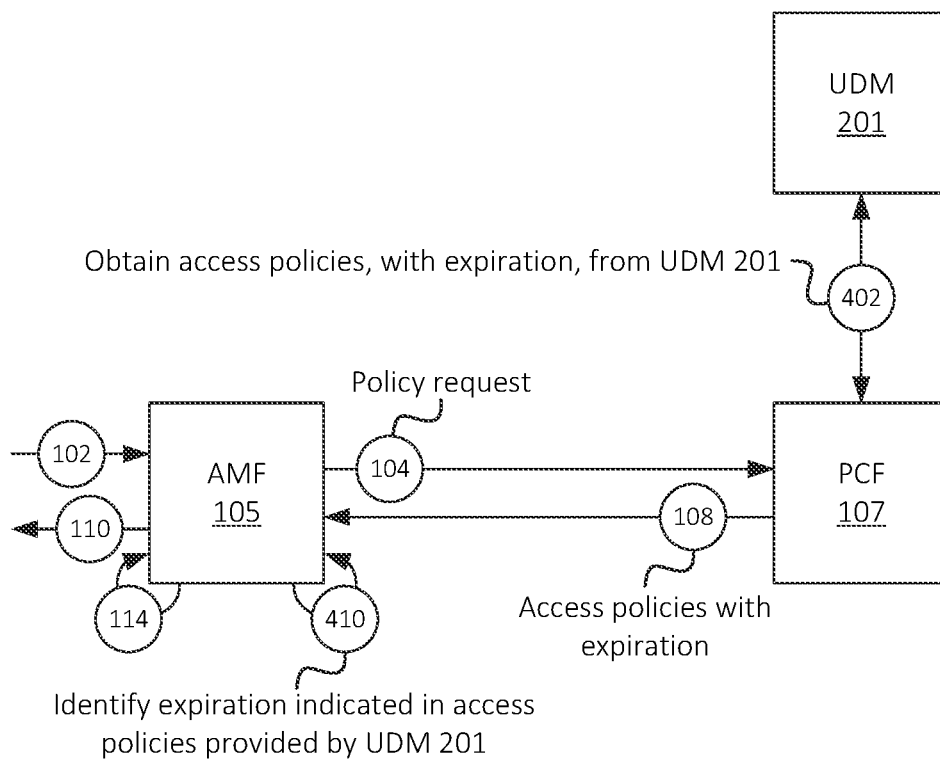 UDM
201
Obtain access policies, with expiration, from UDM 201
402
Policy request
102
AMF
105
104
PCF
107
110
108
114
410
Access policies with
expiration
Identify expiration indicated in access
policies provided by UDM 201